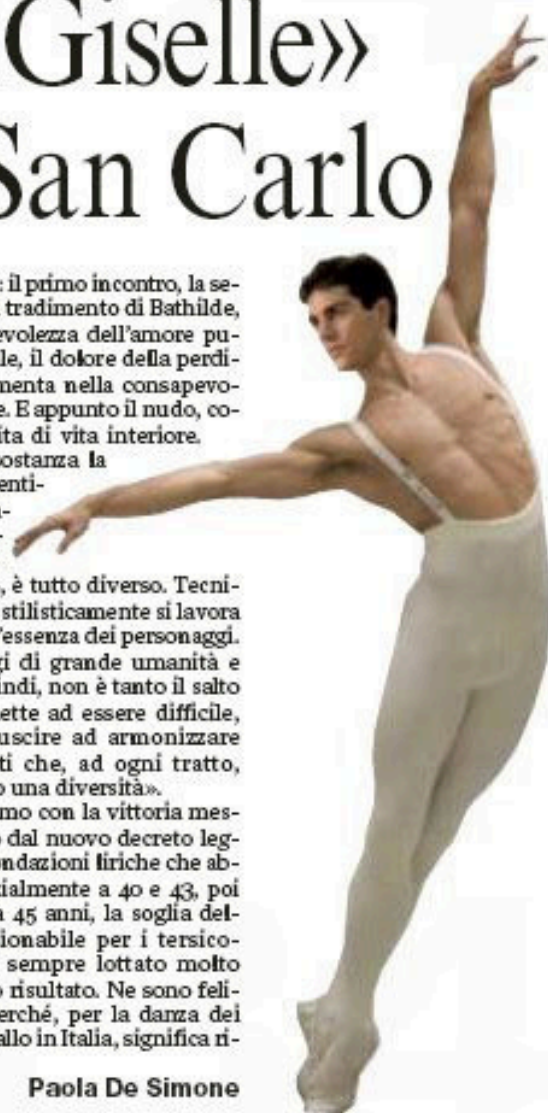 Giselle»
San Carlo
: il primo incontro, la se-
tradimento di Bathilde,
evolezza dell'amore pu-
le, il dolore della perdi-
menta nella consapevo-
e. E appunto il nudo, co-
ita di vita interiore.
ostanza la
enti-
è tutto diverso. Tecni-
stilisticamente si lavora
'essenza dei personaggi.
gi di grande umanità e
indi, non è tanto il salto
ette ad essere difficile,
uscire ad armonizzare
ti che, ad ogni tratto,
o una diversità».
mo con la vittoria mes-
dal nuovo decreto leg-
ndazioni liriche che ab-
ialmente a 40 e 43, poi
a 45 anni, la soglia del-
ionabile per i tersico-
sempre lottato molto
o risultato. Ne sono feli-
erché, per la danza dei
allo in Italia, significa ri-
Paola De Simone